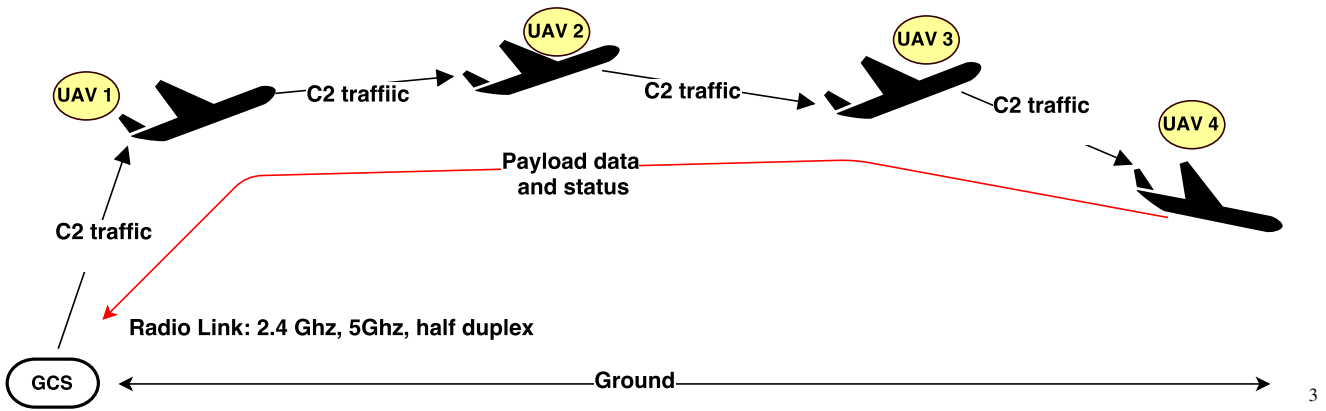 UAV 1
UAV 2
UAV 3
UAV 4
C2 traffiic
C2 traffic
C2 traffic
Payload data
and status
C2 traffic
Radio Link: 2.4 Ghz, 5Ghz, half duplex
GCS
Ground
3